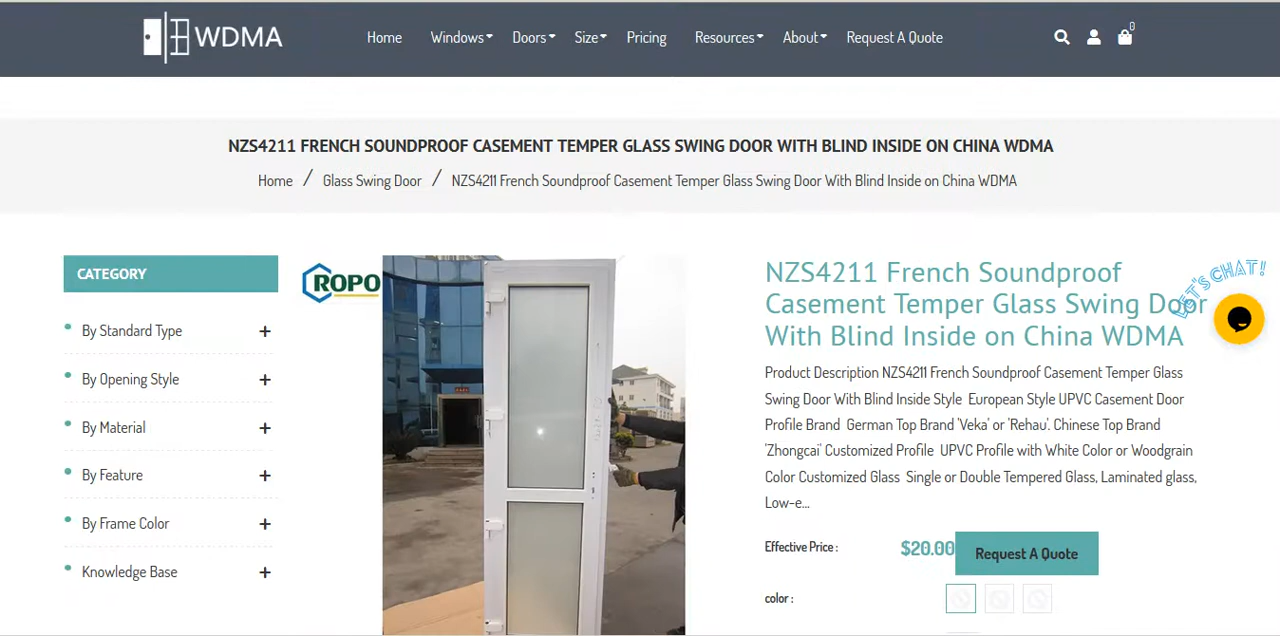 WDMA
Home Windows Doors Size Pricing Resources About Request A Quote
0
NZS4211 FRENCH SOUNDPROOF CASEMENT TEMPER GLASS SWING DOOR WITH BLIND INSIDE ON CHINA WDMA
Home / Glass Swing Door / NZS4211 French Soundproof Casement Temper Glass Swing Door With Blind Inside on China WDMA
CATEGORY
By Standard Type +
By Opening Style +
By Material +
By Feature +
By Frame Color +
Knowledge Base +
ROPO
NZS4211 French Soundproof
Casement Temper Glass Swing Door
With Blind Inside on China WDMA
LET'S CHAT!
Product Description NZS4211 French Soundproof Casement Temper Glass
Swing Door With Blind Inside Style European Style UPVC Casement Door
Profile Brand German Top Brand 'Veka' or 'Rehau'. Chinese Top Brand
'Zhongcai' Customized Profile UPVC Profile with White Color or Woodgrain
Color Customized Glass Single or Double Tempered Glass, Laminated glass,
Low-e...
Effective Price : $20.00 Request A Quote
color :